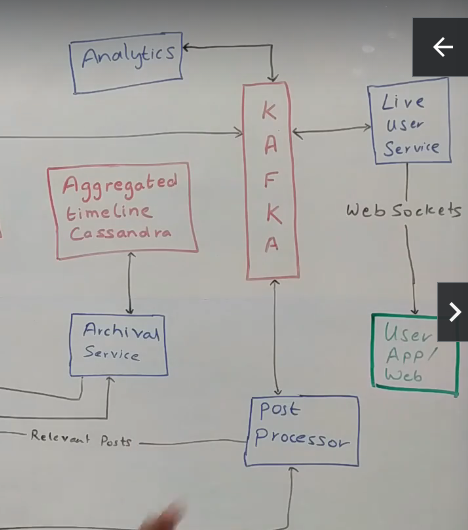 Analytics
K
A
F
K
A
Live
User
Service
Aggregated
timeline
Cassandra
Web Sockets
Archival
Service
User
App/
Web
Post
Processor
Relevant Posts